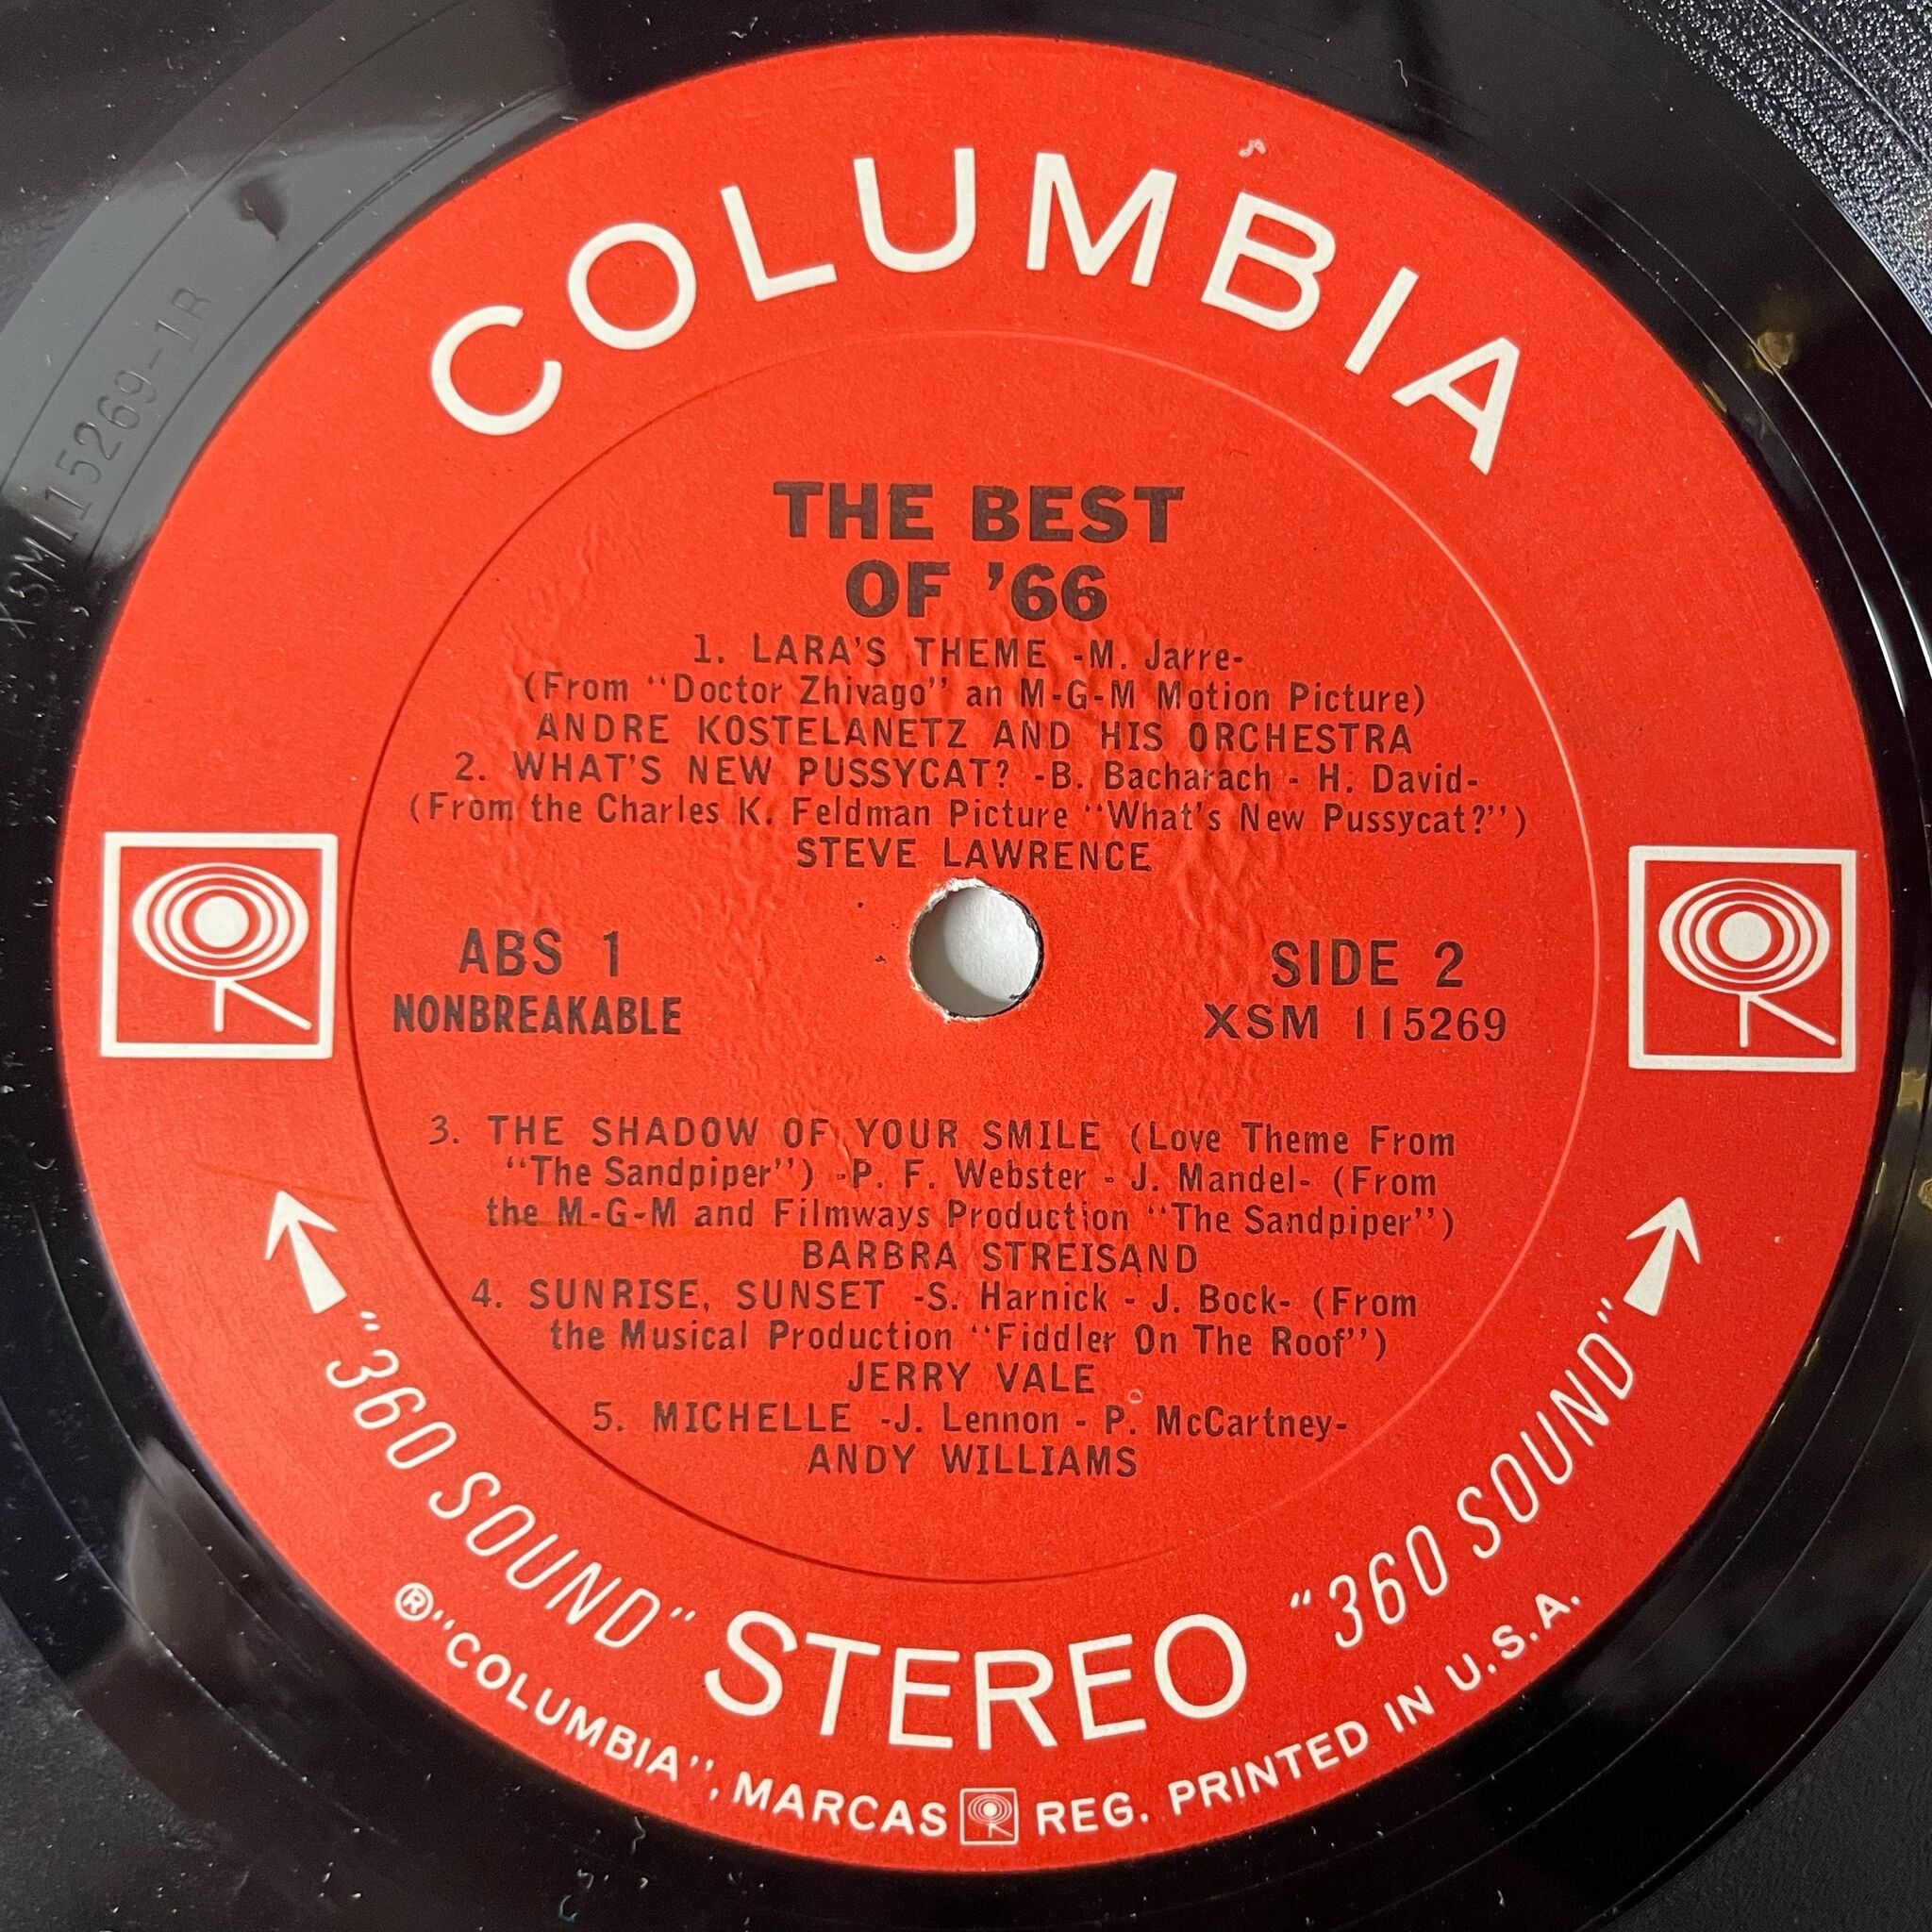 COLUMBIA
THE BEST
OF '66
1. LARA'S THEME -M. Jarre-
(From "Doctor Zhivago" an M-G-M Motion Picture)
ANDRE KOSTELANETZ AND HIS ORCHESTRA
2. WHAT'S NEW PUSSYCAT? -B. Bacharach - H. David-
(From the Charles K. Feldman Picture "What's New Pussycat?")
STEVE LAWRENCE
ABS 1
NONBREAKABLE
SIDE 2
XSM 115269
3. THE SHADOW OF YOUR SMILE (Love Theme From
"The Sandpiper") -P. F. Webster - J. Mandel- (From
the M-G-M and Filmways Production "The Sandpiper")
BARBRA STREISAND
4. SUNRISE, SUNSET -S. Harnick - J. Bock- (From
the Musical Production "Fiddler On The Roof")
JERRY VALE
5. MICHELLE -J. Lennon - P. McCartney-
ANDY WILLIAMS
"360 SOUND" STEREO "360 SOUND"
® "COLUMBIA", MARCAS REG. PRINTED IN U.S.A.
XSM115269-1R